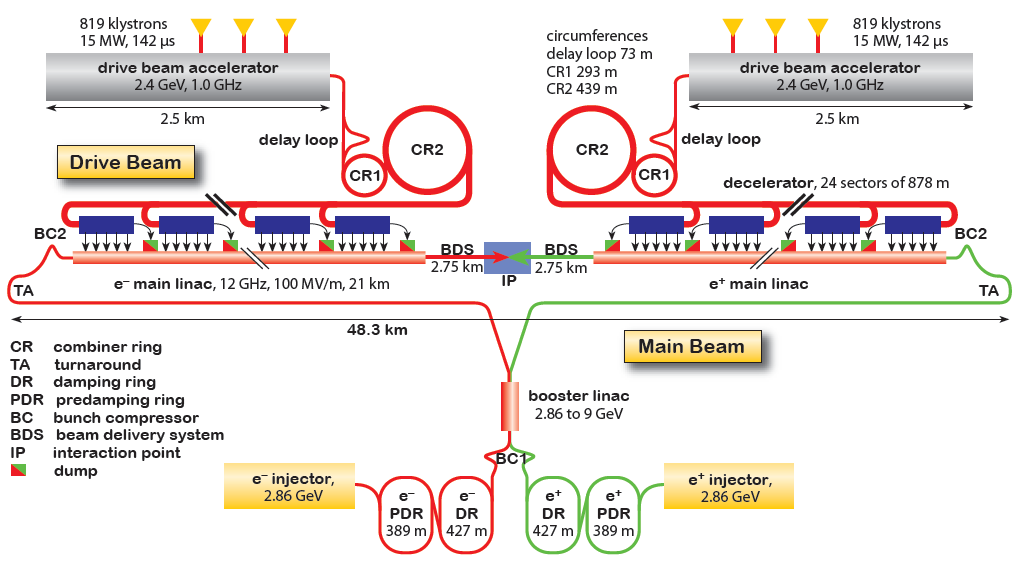 819 klystrons
15 MW, 142 µs
drive beam accelerator
2.4 GeV, 1.0 GHz
2.5 km
delay loop
CR1
CR2
Drive Beam
circumferences
delay loop 73 m
CR1 293 m
CR2 439 m
819 klystrons
15 MW, 142 µs
drive beam accelerator
2.4 GeV, 1.0 GHz
2.5 km
delay loop
CR2
CR1
decelerator, 24 sectors of 878 m
BC2
TA
e– main linac, 12 GHz, 100 MV/m, 21 km
BDS
2.75 km
IP
BDS
2.75 km
e+ main linac
BC2
TA
48.3 km
Main Beam
CR combiner ring
TA turnaround
DR damping ring
PDR predamping ring
BC bunch compressor
BDS beam delivery system
IP interaction point
dump
booster linac
2.86 to 9 GeV
BC1
e– injector,
2.86 GeV
e–
PDR
389 m
e–
DR
427 m
e+
DR
427 m
e+
PDR
389 m
e+ injector,
2.86 GeV